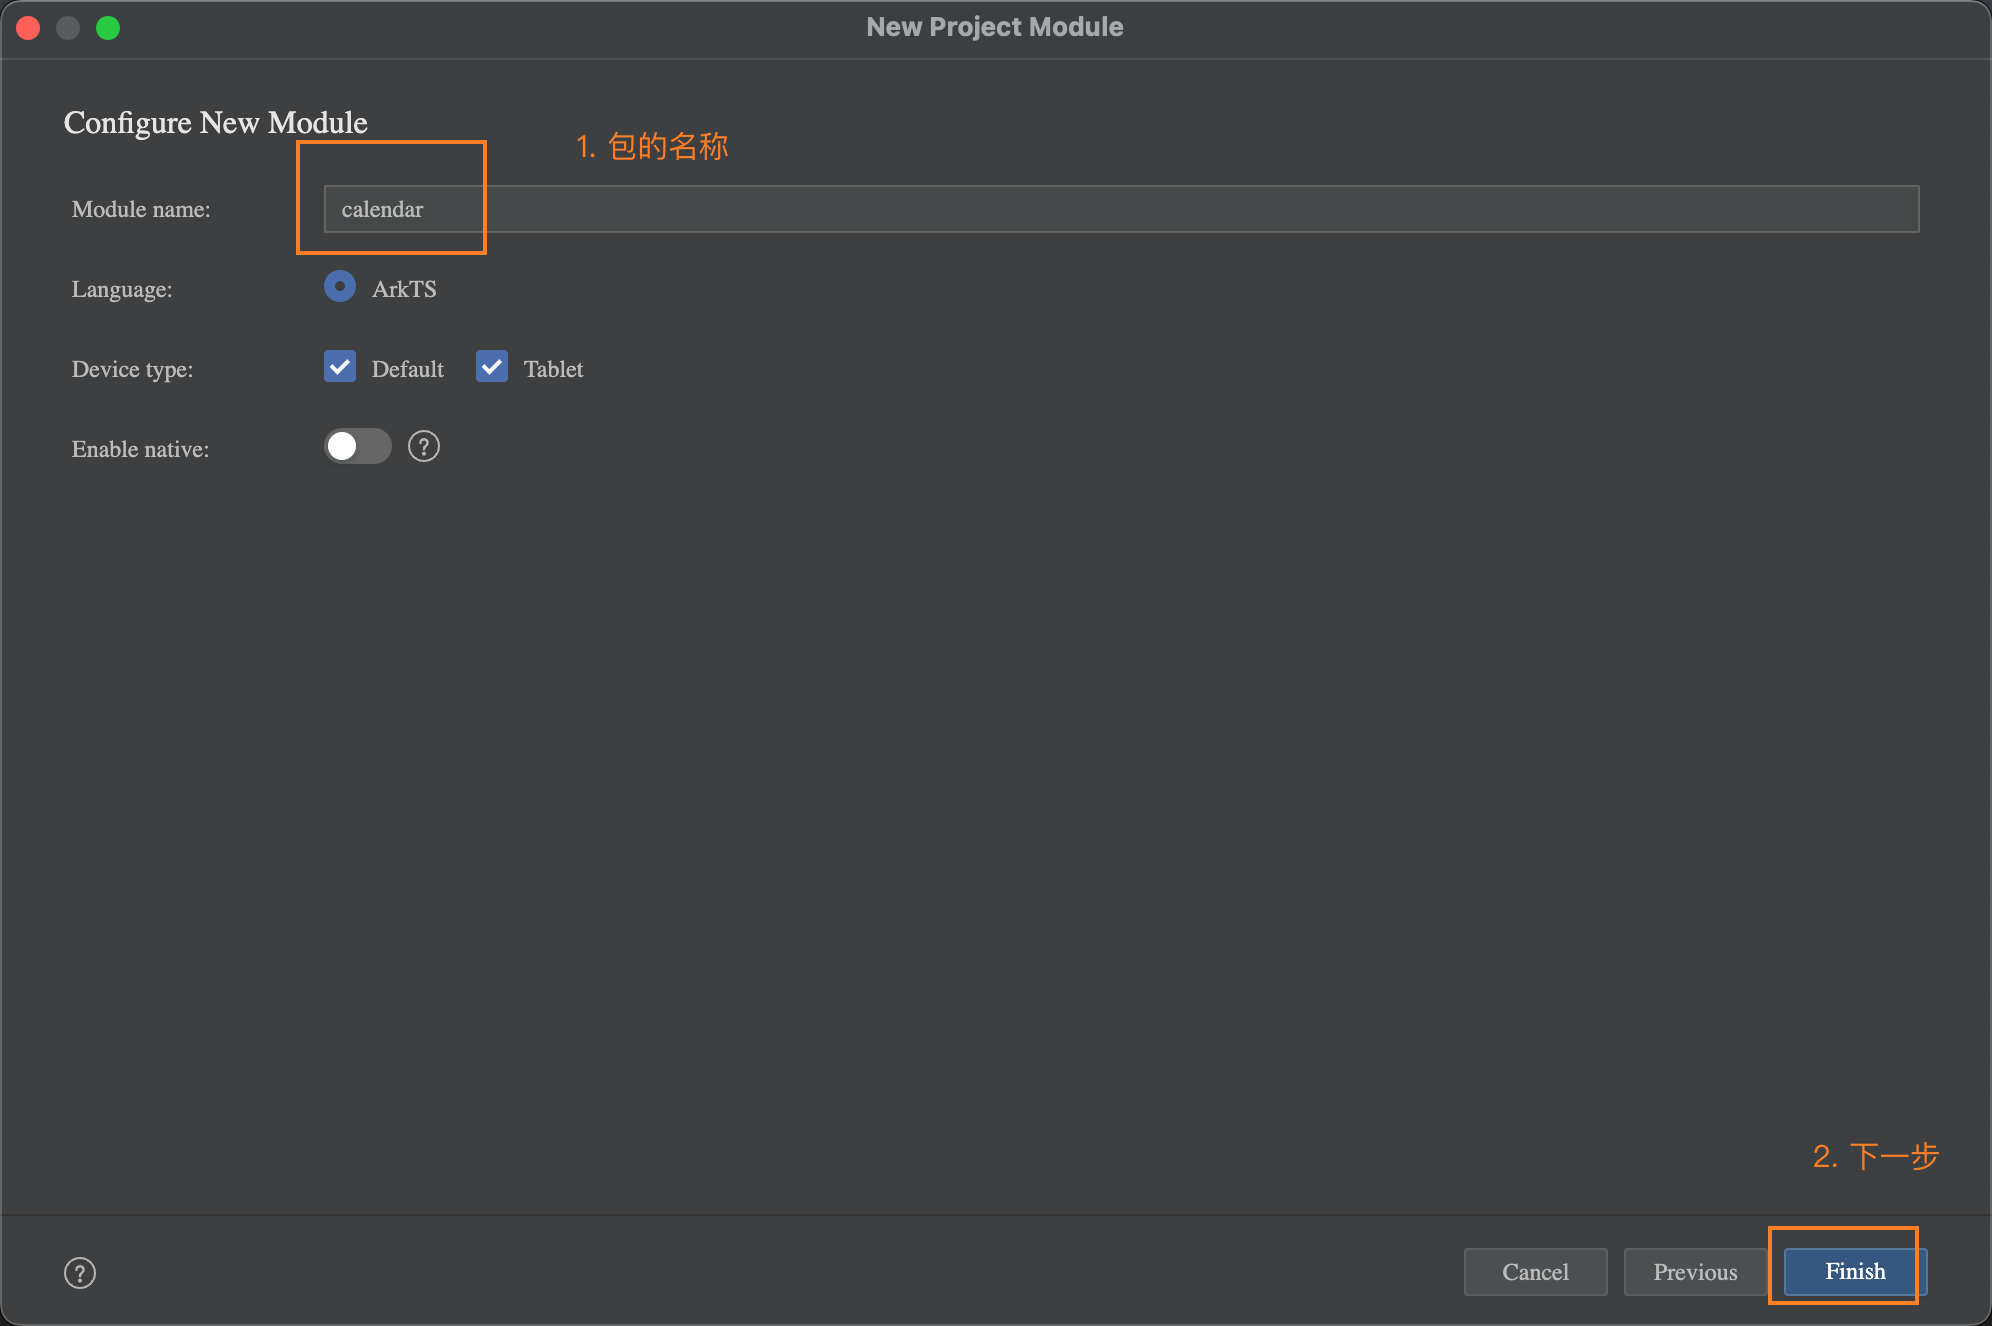 New Project Module
Configure New Module
1. 包的名称
Module name:
calendar
Language:
ArkTS
Device type:
Default
Tablet
Enable native:
?
2. 下一步
?
Cancel
Previous
Finish